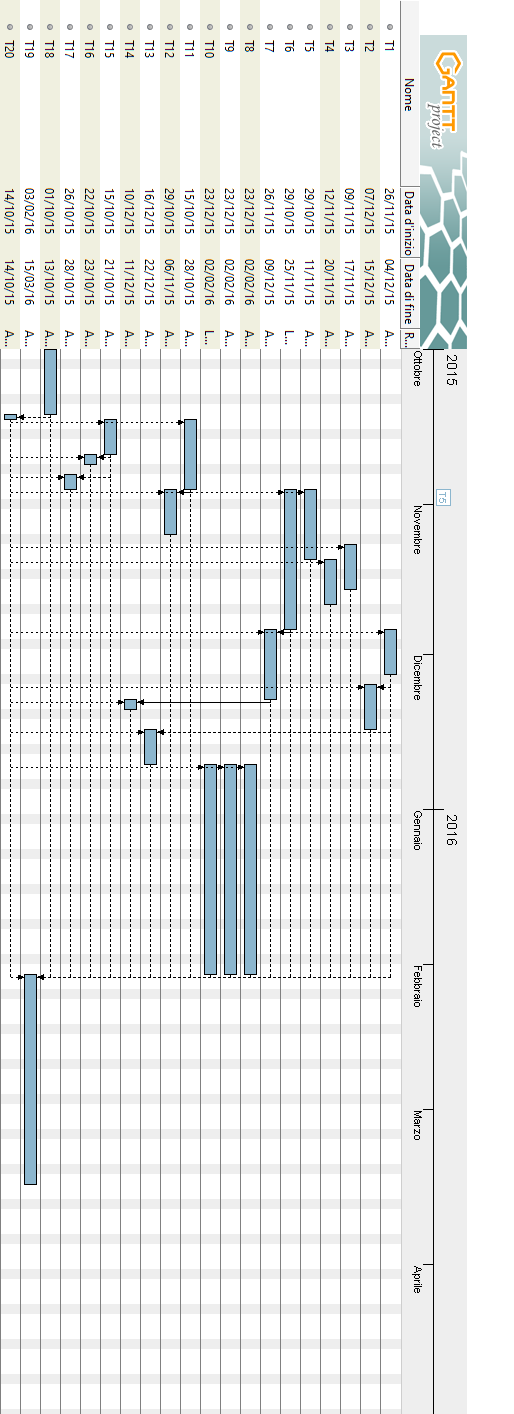 GANTT
project
2015
2016
T5
Nome
Data d'inizio
Data di fine
R...
Ottobre
Novembre
Dicembre
Gennaio
Febbraio
Marzo
Aprile
T1 26/11/15 04/12/15 A...
T2 07/12/15 15/12/15 A...
T3 09/11/15 17/11/15 A...
T4 12/11/15 20/11/15 A...
T5 29/10/15 11/11/15 A...
T6 29/10/15 25/11/15 L...
T7 26/11/15 09/12/15 A...
T8 23/12/15 02/02/16 A...
T9 23/12/15 02/02/16 A...
T10 23/12/15 02/02/16 L...
T11 15/10/15 28/10/15 A...
T12 29/10/15 06/11/15 A...
T13 16/12/15 22/12/15 A...
T14 10/12/15 11/12/15 A...
T15 15/10/15 21/10/15 A...
T16 22/10/15 23/10/15 A...
T17 26/10/15 28/10/15 A...
T18 01/10/15 13/10/15 A...
T19 03/02/16 15/03/16 A...
T20 14/10/15 14/10/15 A...